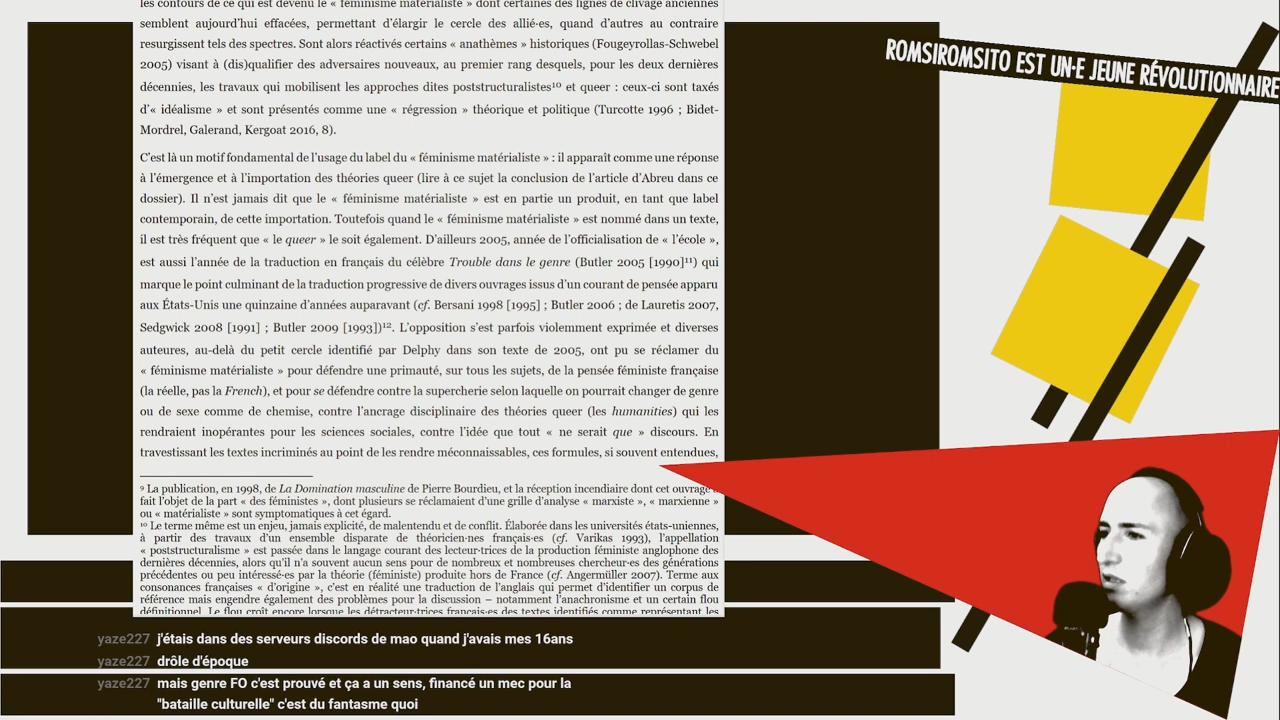 les contours de ce qui est devenu le « féminisme matérialiste » dont certaines des lignes de clivage anciennes
semblent aujourd'hui effacées, permettant d'élargir le cercle des allié·es, quand d'autres au contraire
resurgissent tels des spectres. Sont alors réactivés certains « anathèmes » historiques (Fougeyrollas-Schwebel
2005) visant à (dis)qualifier des adversaires nouveaux, au premier rang desquels, pour les deux dernières
décennies, les travaux qui mobilisent les approches dites poststructuralistes¹⁰ et queer : ceux-ci sont taxés
d'« idéalisme » et sont présentés comme une « régression » théorique et politique (Turcotte 1996 ; Bidet-
Mordrel, Galerand, Kergoat 2016, 8).
C'est là un motif fondamental de l'usage du label du « féminisme matérialiste » : il apparaît comme une réponse
à l'émergence et à l'importation des théories queer (lire à ce sujet la conclusion de l'article d'Abreu dans ce
dossier). Il n'est jamais dit que le « féminisme matérialiste » est en partie un produit, en tant que label
contemporain, de cette importation. Toutefois quand le « féminisme matérialiste » est nommé dans un texte,
il est très fréquent que « le queer » le soit également. D'ailleurs 2005, année de l'officialisation de « l'école »,
est aussi l'année de la traduction en français du célèbre Trouble dans le genre (Butler 2005 [1990]¹¹) qui
marque le point culminant de la traduction progressive de divers ouvrages issus d'un courant de pensée apparu
aux États-Unis une quinzaine d'années auparavant (cf. Bersani 1998 [1995] ; Butler 2006 ; de Lauretis 2007,
Sedgwick 2008 [1991] ; Butler 2009 [1993])¹². L'opposition s'est parfois violemment exprimée et diverses
auteures, au-delà du petit cercle identifié par Delphy dans son texte de 2005, ont pu se réclamer du
« féminisme matérialiste » pour défendre une primauté, sur tous les sujets, de la pensée féministe française
(la réelle, pas la French), et pour se défendre contre la supercherie selon laquelle on pourrait changer de genre
ou de sexe comme de chemise, contre l'ancrage disciplinaire des théories queer (les humanities) qui les
rendraient inopérantes pour les sciences sociales, contre l'idée que tout « ne serait que » discours. En
travestissant les textes incriminés au point de les rendre méconnaissables, ces formules, si souvent entendues,
⁹ La publication, en 1998, de La Domination masculine de Pierre Bourdieu, et la réception incendiaire dont cet ouvrage a
fait l'objet de la part « des féministes », dont plusieurs se réclamaient d'une grille d'analyse « marxiste », « marxienne »
ou « matérialiste » sont symptomatiques à cet égard.
¹⁰ Le terme même est un enjeu, jamais explicité, de malentendu et de conflit. Élaborée dans les universités états-uniennes,
à partir des travaux d'un ensemble disparate de théoricien·nes français·es (cf. Varikas 1993), l'appellation
« poststructuralisme » est passée dans le langage courant des lecteur·trices de la production féministe anglophone des
dernières décennies, alors qu'il n'a souvent aucun sens pour de nombreux et nombreuses chercheur·es des générations
précédentes ou peu intéressé·es par la théorie (féministe) produite hors de France (cf. Angermüller 2007). Terme aux
consonances françaises « d'origine », c'est en réalité une traduction de l'anglais qui permet d'identifier un corpus de
référence mais engendre également des problèmes pour la discussion – notamment l'anachronisme et un certain flou
définitionnel. Le flou croît encore lorsque les détracteur·trices français·es des textes identifiés comme représentant les
ROMSIROMSITO EST UN·E JEUNE RÉVOLUTIONNAIRE
yaze227 j'étais dans des serveurs discords de mao quand j'avais mes 16ans
yaze227 drôle d'époque
yaze227 mais genre FO c'est prouvé et ça a un sens, financé un mec pour la
"bataille culturelle" c'est du fantasme quoi